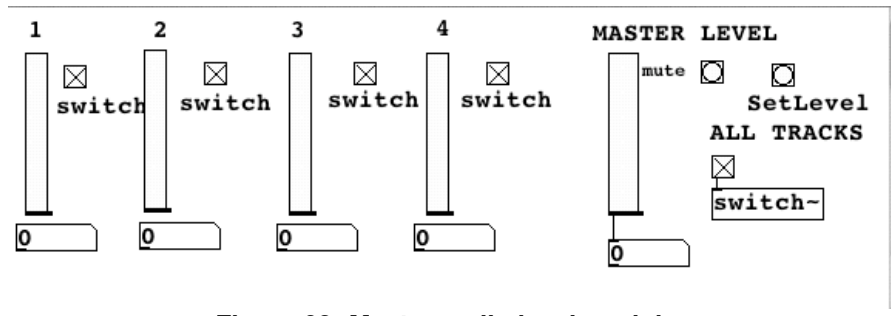 1 2 3 4 MASTER LEVEL
mute
switch switch switch switch SetLevel
ALL TRACKS
switch~
0 0 0 0 0